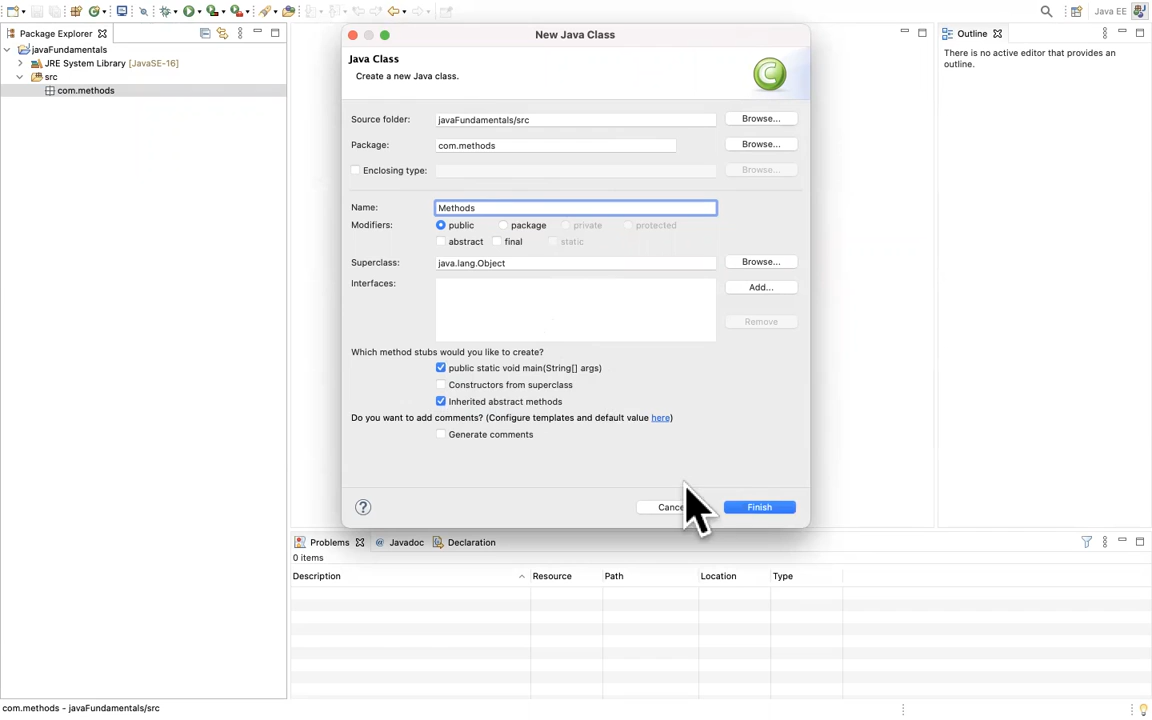 Java EE
Package Explorer
javaFundamentals
JRE System Library [JavaSE-16]
src
com.methods
New Java Class
Java Class
Create a new Java class.
Source folder:
javaFundamentals/src
Browse...
Package:
com.methods
Browse...
Enclosing type:
Browse...
Name:
Methods
Modifiers:
public
package
private
protected
abstract
final
static
Superclass:
java.lang.Object
Browse...
Interfaces:
Add...
Remove
Which method stubs would you like to create?
public static void main(String[] args)
Constructors from superclass
Inherited abstract methods
Do you want to add comments? (Configure templates and default value here)
Generate comments
?
Cance
Finish
Outline
There is no active editor that provides an
outline.
Problems
@ Javadoc
Declaration
0 items
Description
Resource
Path
Location
Type
com.methods - javaFundamentals/src